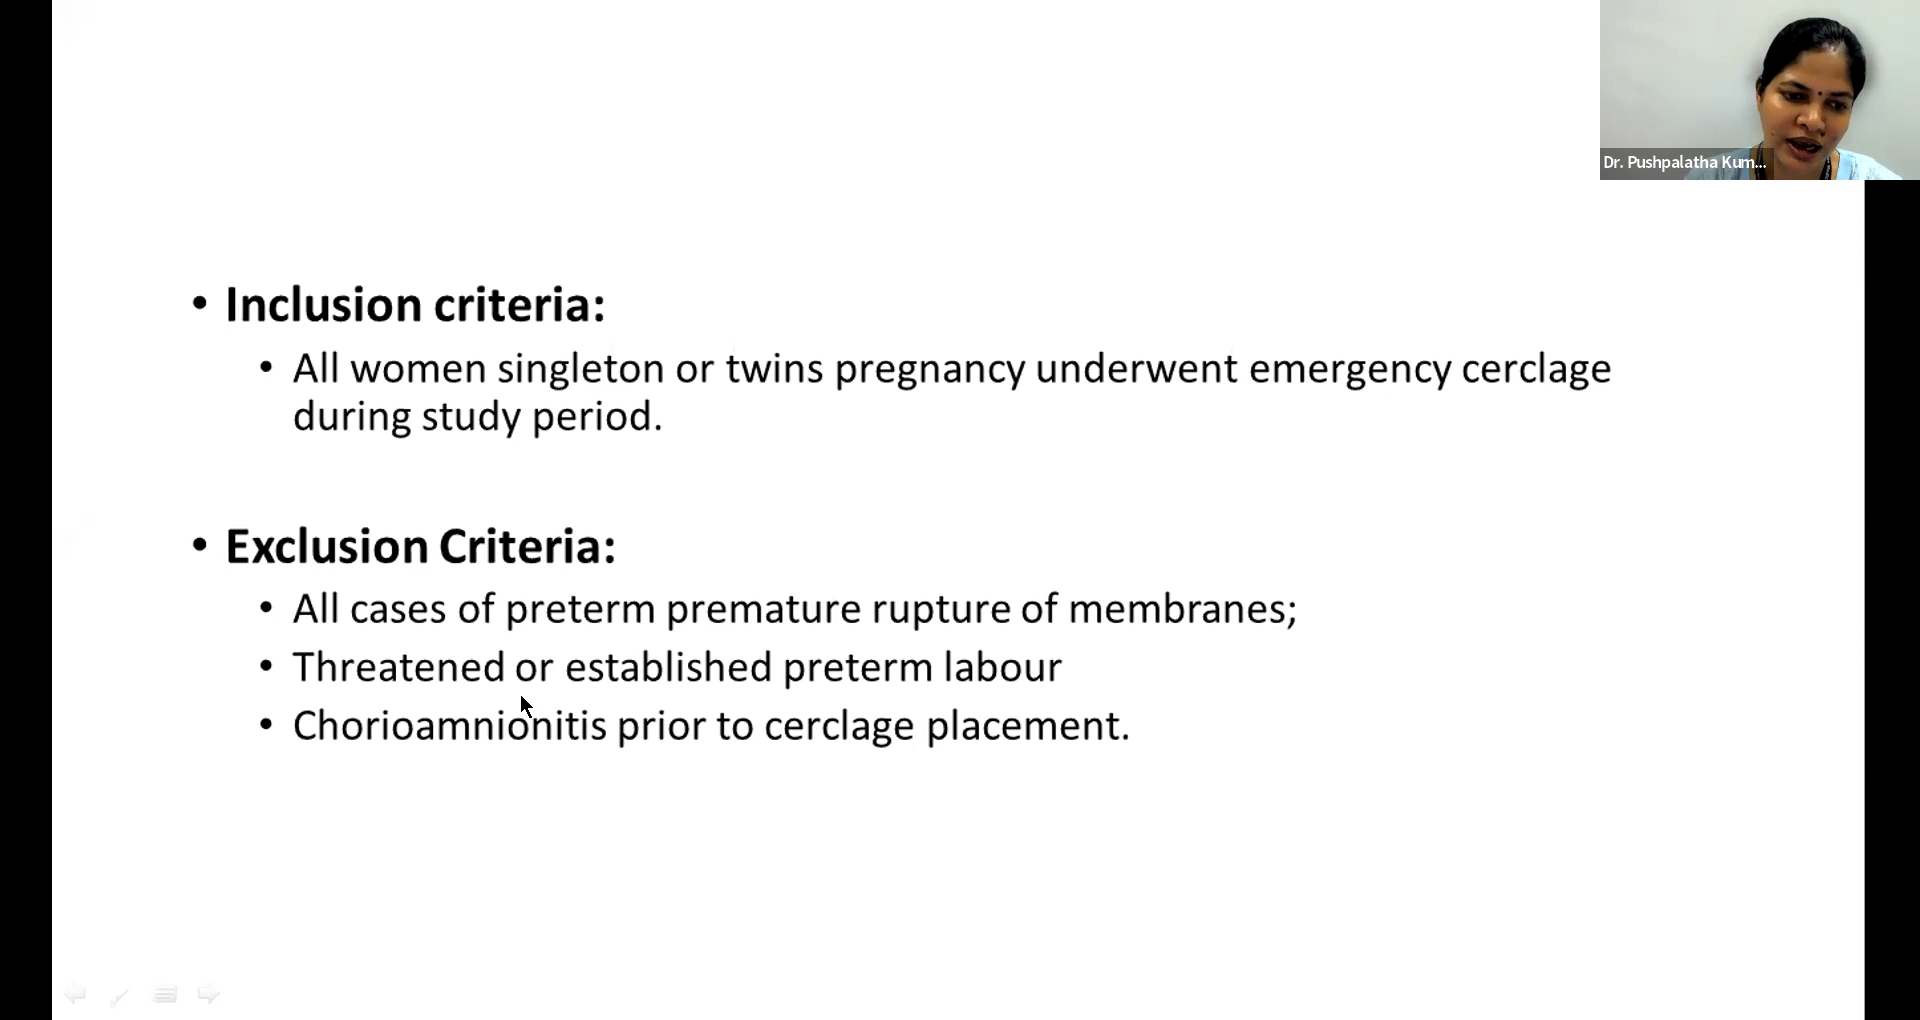 Dr. Pushpalatha Kum...
• Inclusion criteria:
• All women singleton or twins pregnancy underwent emergency cerclage
during study period.
• Exclusion Criteria:
• All cases of preterm premature rupture of membranes;
• Threatened or established preterm labour
• Chorioamnionitis prior to cerclage placement.